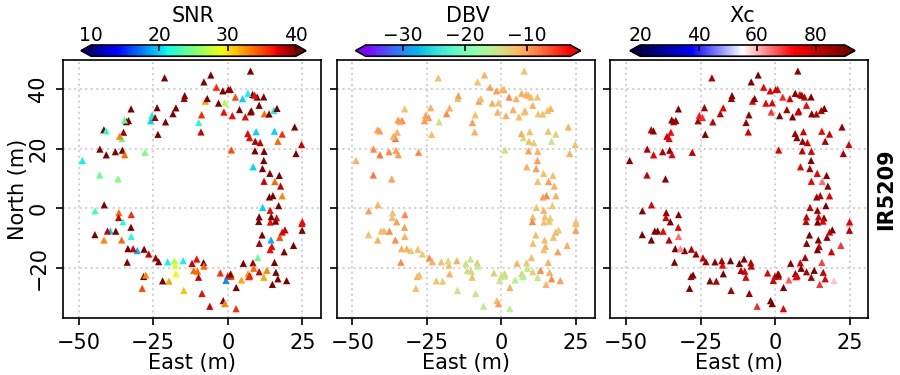 SNR DBV Xc
10 20 30 40 −30 −20 −10 20 40 60 80
North (m)
40
20
0
−20
IR5209
−50 −25 0 25 −50 −25 0 25 −50 −25 0 25
East (m) East (m) East (m)